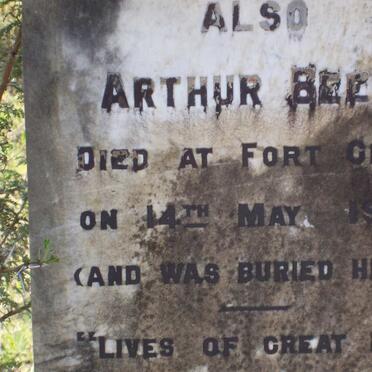 ALSO
ARTHUR
DIED AT FORT
ON 14TH MAY
(AND WAS BURIED
"LIVES OF GREAT